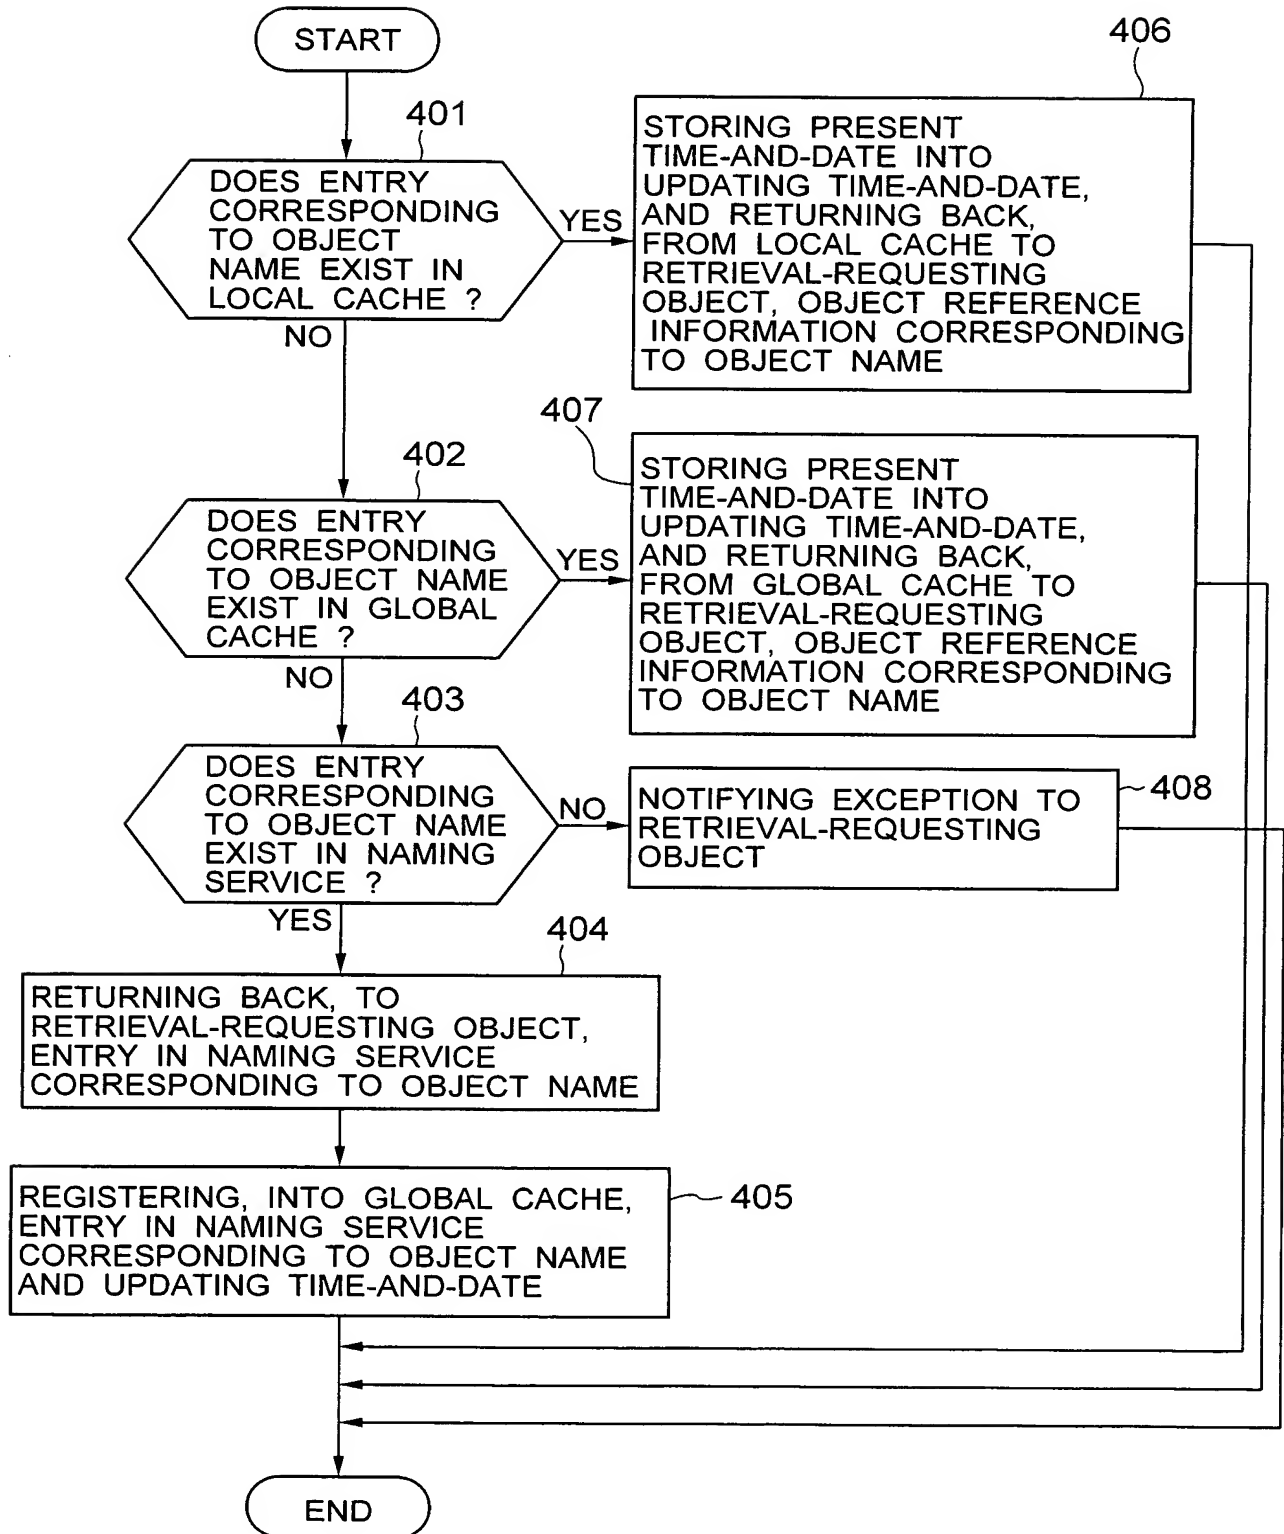 START
401
DOES ENTRY
CORRESPONDING
TO OBJECT
NAME EXIST IN
LOCAL CACHE ?
YES
NO
406
STORING PRESENT
TIME-AND-DATE INTO
UPDATING TIME-AND-DATE,
AND RETURNING BACK,
FROM LOCAL CACHE TO
RETRIEVAL-REQUESTING
OBJECT, OBJECT REFERENCE
INFORMATION CORRESPONDING
TO OBJECT NAME
402
DOES ENTRY
CORRESPONDING
TO OBJECT NAME
EXIST IN GLOBAL
CACHE ?
YES
NO
407
STORING PRESENT
TIME-AND-DATE INTO
UPDATING TIME-AND-DATE,
AND RETURNING BACK,
FROM GLOBAL CACHE TO
RETRIEVAL-REQUESTING
OBJECT, OBJECT REFERENCE
INFORMATION CORRESPONDING
TO OBJECT NAME
403
DOES ENTRY
CORRESPONDING
TO OBJECT NAME
EXIST IN NAMING
SERVICE ?
NO
YES
408
NOTIFYING EXCEPTION TO
RETRIEVAL-REQUESTING
OBJECT
404
RETURNING BACK, TO
RETRIEVAL-REQUESTING OBJECT,
ENTRY IN NAMING SERVICE
CORRESPONDING TO OBJECT NAME
405
REGISTERING, INTO GLOBAL CACHE,
ENTRY IN NAMING SERVICE
CORRESPONDING TO OBJECT NAME
AND UPDATING TIME-AND-DATE
END